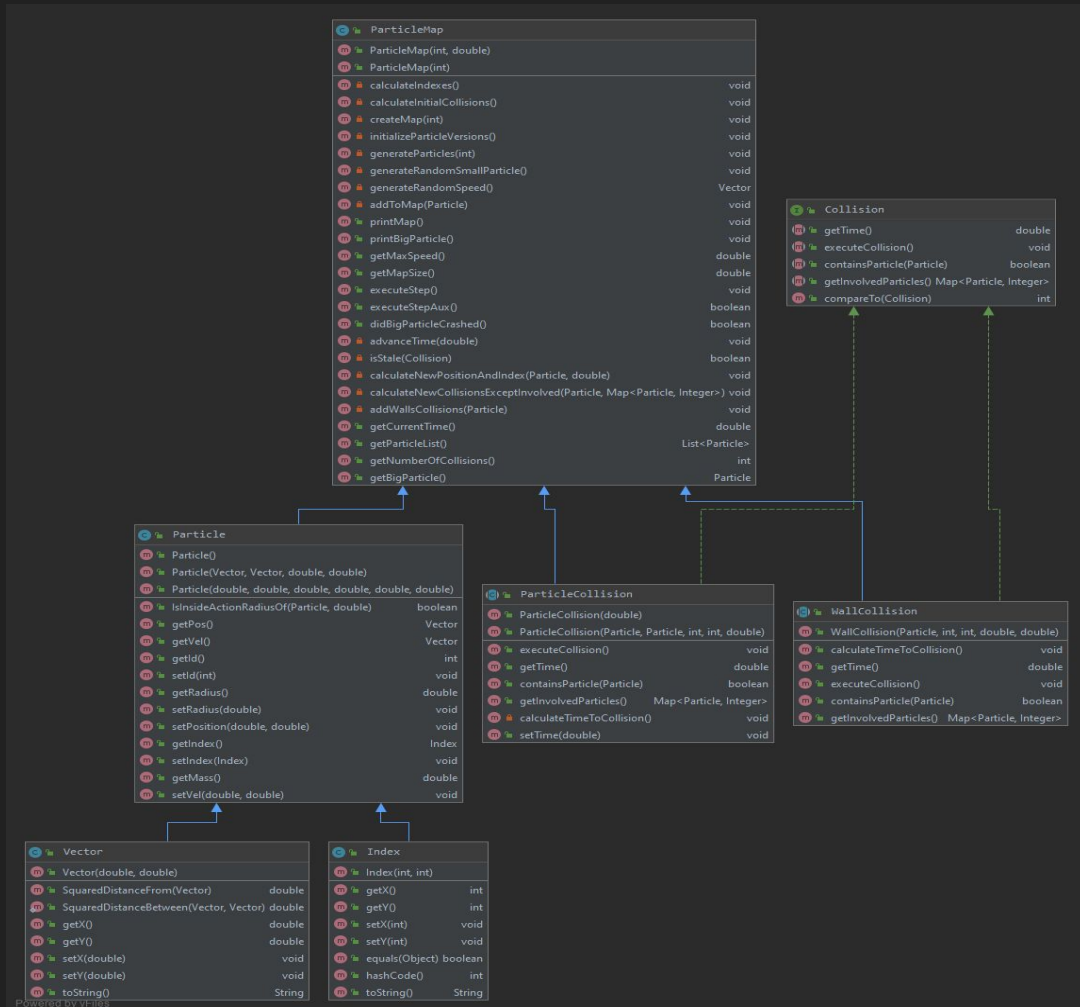 ParticleMap
ParticleMap(int, double)
ParticleMap(int)
calculateIndexes() void
calculateInitialCollisions() void
createMap(int) void
initializeParticleVersions() void
generateParticles(int) void
generateRandomSmallParticle() void
generateRandomSpeed() Vector
addToMap(Particle) void
printMap() void
printBigParticle() void
getMaxSpeed() double
getMapSize() double
executeStep() void
executeStepAux() boolean
didBigParticleCrashed() boolean
advanceTime(double) void
isStale(Collision) boolean
calculateNewPositionAndIndex(Particle, double) void
calculateNewCollisionsExceptInvolved(Particle, Map<Particle, Integer>) void
addWallsCollisions(Particle) void
getCurrentTime() double
getParticleList() List<Particle>
getNumberOfCollisions() int
getBigParticle() Particle
Collision
getTime() double
executeCollision() void
containsParticle(Particle) boolean
getInvolvedParticles() Map<Particle, Integer>
compareTo(Collision) int
Particle
Particle()
Particle(Vector, Vector, double, double)
Particle(double, double, double, double, double, double)
IsInsideActionRadiusOf(Particle, double) boolean
getPos() Vector
getVel() Vector
getId() int
setId(int) void
getRadius() double
setRadius(double) void
setPosition(double, double) void
getIndex() Index
setIndex(Index) void
getMass() double
setVel(double, double) void
ParticleCollision
ParticleCollision(double)
ParticleCollision(Particle, Particle, int, int, double)
executeCollision() void
getTime() double
containsParticle(Particle) boolean
getInvolvedParticles() Map<Particle, Integer>
calculateTimeToCollision() void
setTime(double) void
WallCollision
WallCollision(Particle, int, int, double, double)
calculateTimeToCollision() void
getTime() double
executeCollision() void
containsParticle(Particle) boolean
getInvolvedParticles() Map<Particle, Integer>
Vector
Vector(double, double)
SquaredDistanceFrom(Vector) double
SquaredDistanceBetween(Vector, Vector) double
getX() double
getY() double
setX(double) void
setY(double) void
toString() String
Index
Index(int, int)
getX() int
getY() int
setX(int) void
setY(int) void
equals(Object) boolean
hashCode() int
toString() String
Powered by yFiles